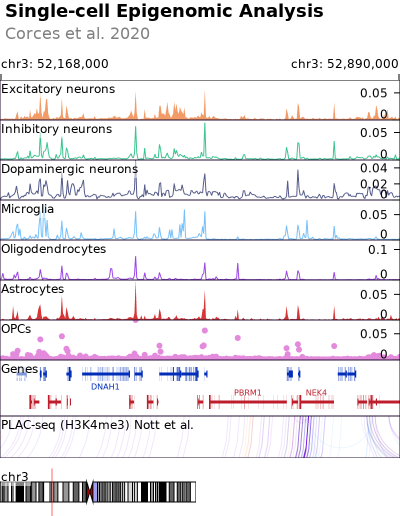 Single-cell Epigenomic Analysis
Corces et al. 2020
chr3: 52,168,000 chr3: 52,890,000
Excitatory neurons 0.05
0
Inhibitory neurons 0.05
0
Dopaminergic neurons 0.04
0.02
0
Microglia 0.05
0
Oligodendrocytes 0.1
0
Astrocytes 0.05
0
OPCs 0.05
0
Genes
DNAH1
PBRM1 NEK4
PLAC-seq (H3K4me3) Nott et al.
chr3